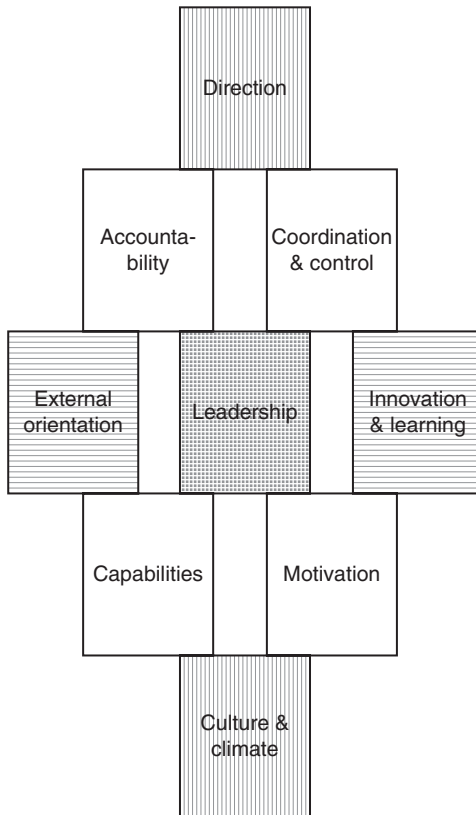 Direction
Accounta-
bility
Coordination
& control
External
orientation
Leadership
Innovation
& learning
Capabilities
Motivation
Culture &
climate